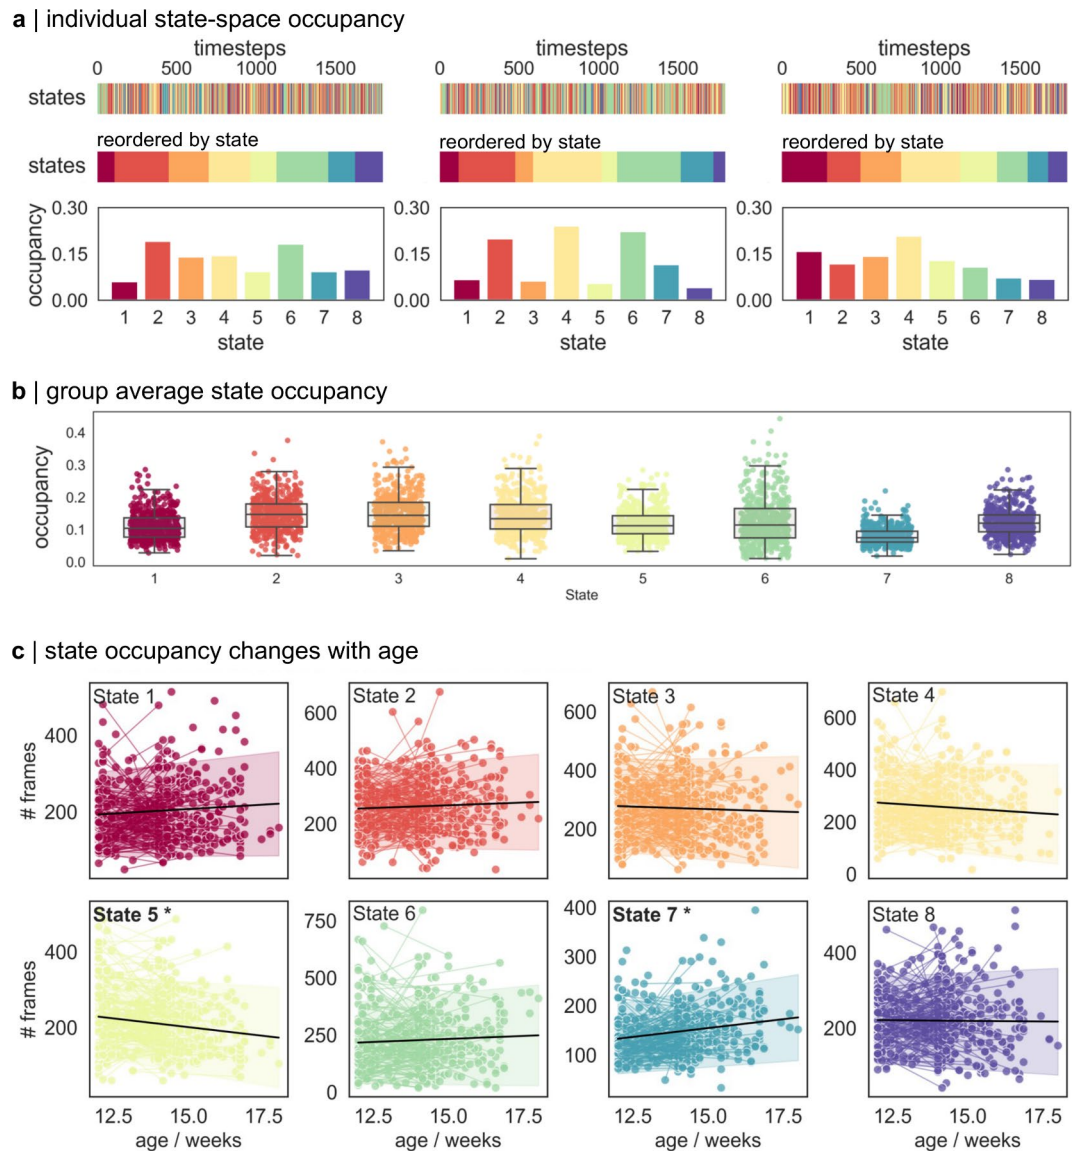 a | individual state-space occupancy
timesteps timesteps timesteps
0 500 1000 1500 0 500 1000 1500 0 500 1000 1500
states
reordered by state reordered by state reordered by state
states
occupancy
0.30 0.30 0.30
0.15 0.15 0.15
0.00 0.00 0.00
1 2 3 4 5 6 7 8 1 2 3 4 5 6 7 8 1 2 3 4 5 6 7 8
state state state
b | group average state occupancy
occupancy
0.4
0.3
0.2
0.1
0.0
1 2 3 4 5 6 7 8
State
c | state occupancy changes with age
State 1 State 2 State 3 State 4
# frames
400 200
600 400 200
600 400 200
600 400 200 0
State 5 * State 6 State 7 * State 8
# frames
400 200
750 500 250 0
400 300 200 100
400 200
12.5 15.0 17.5 12.5 15.0 17.5 12.5 15.0 17.5 12.5 15.0 17.5
age / weeks age / weeks age / weeks age / weeks